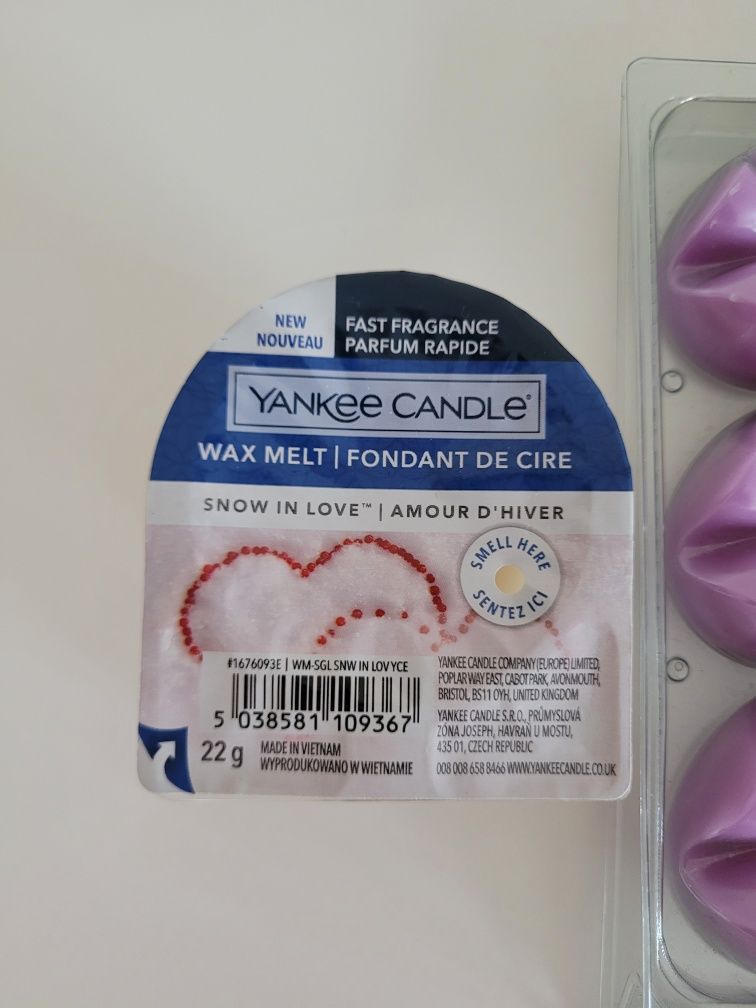 NEW
NOUVEAU
FAST FRAGRANCE
PARFUM RAPIDE
YANKEE CANDLE®
WAX MELT | FONDANT DE CIRE
SNOW IN LOVE™ | AMOUR D'HIVER
SMELL HERE
SENTEZ ICI
#1676093E | WM-SGL SNW IN LOV YCE
5 038581 109367
22 g
MADE IN VIETNAM
WYPRODUKOWANO W WIETNAMIE
YANKEE CANDLE COMPANY (EUROPE) LIMITED,
POPLAR WAY EAST, CABOT PARK, AVONMOUTH,
BRISTOL, BS11 0YH, UNITED KINGDOM
YANKEE CANDLE S.R.O., PRŮMYSLOVÁ
ZÓNA JOSEPH, HAVRAŇ U MOSTU,
435 01, CZECH REPUBLIC
008 008 658 8466 WWW.YANKEECANDLE.CO.UK